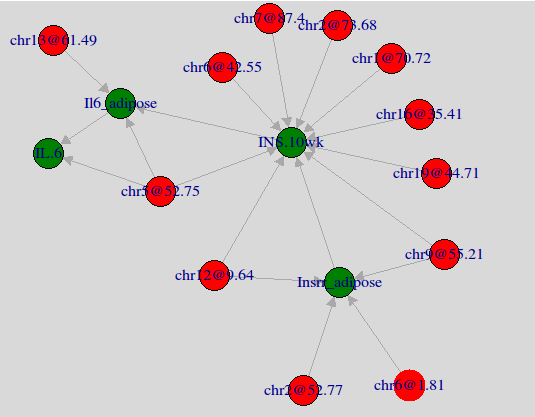 chr7@87.4
chr2@73.68
chr13@61.49
chr1@70.72
chr6@42.55
Il6_adipose
chr16@35.41
INS.10wk
IL.6
chr19@44.71
chr5@52.75
chr9@55.21
chr12@9.64
Insr_adipose
chr2@52.77
chr6@1.81